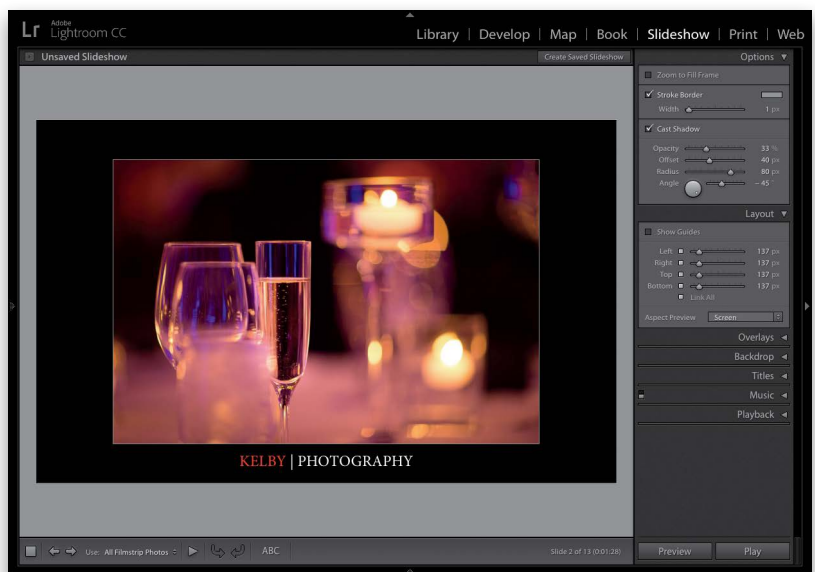 Lr Adobe
Lightroom CC
Library | Develop | Map | Book | Slideshow | Print | Web
Unsaved Slideshow
Create Saved Slideshow
KELBY | PHOTOGRAPHY
Use: All Filmstrip Photos
ABC
Slide 2 of 13 (0:01:28)
Options
Zoom to Fill Frame
Stroke Border
Width 1 px
Cast Shadow
Opacity 33 %
Offset 40 px
Radius 80 px
Angle – 45 °
Layout
Show Guides
Left 137 px
Right 137 px
Top 137 px
Bottom 137 px
Link All
Aspect Preview Screen
Overlays
Backdrop
Titles
Music
Playback
Preview Play